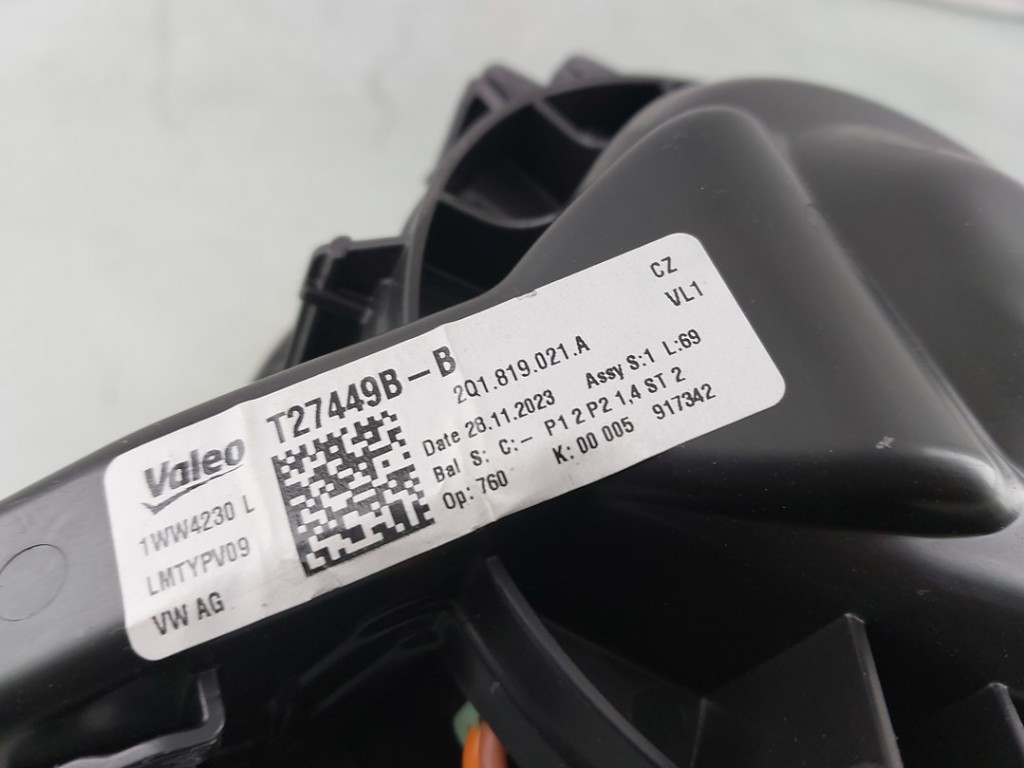 CZ
VL1
T27449B-B
2Q1.819.021.A
Valeo
Date 28.11.2023 Assy S:1 L:69
Bal S: C:- P1 2 P2 1,4 ST 2
Op: 760 K: 00 005 917342
1WW4230 L
LMTYPV09
VW AG